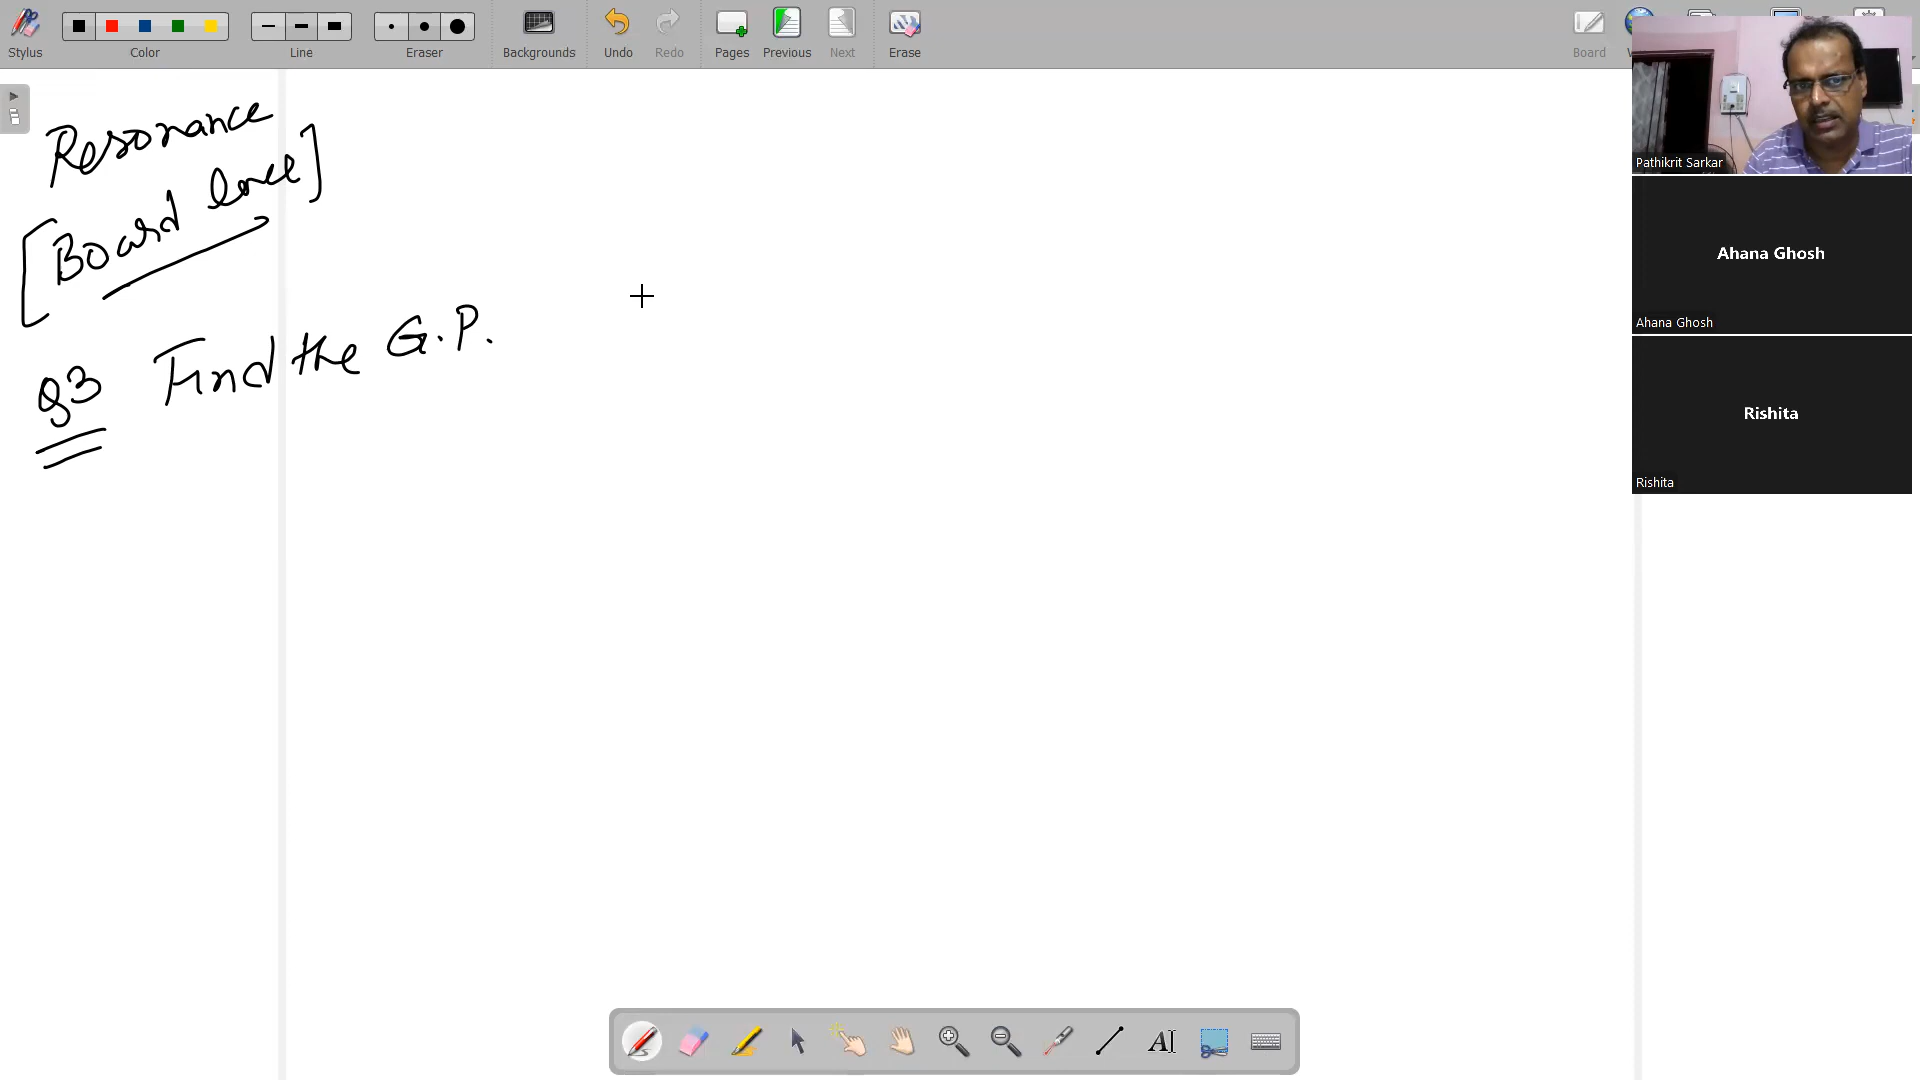 Stylus Color Line Eraser Backgrounds Undo Redo Pages Previous Next Erase Board
Resonance
[Board level]
Q3 Find the G.P.
Pathikrit Sarkar
Ahana Ghosh
Ahana Ghosh
Rishita
Rishita
AI